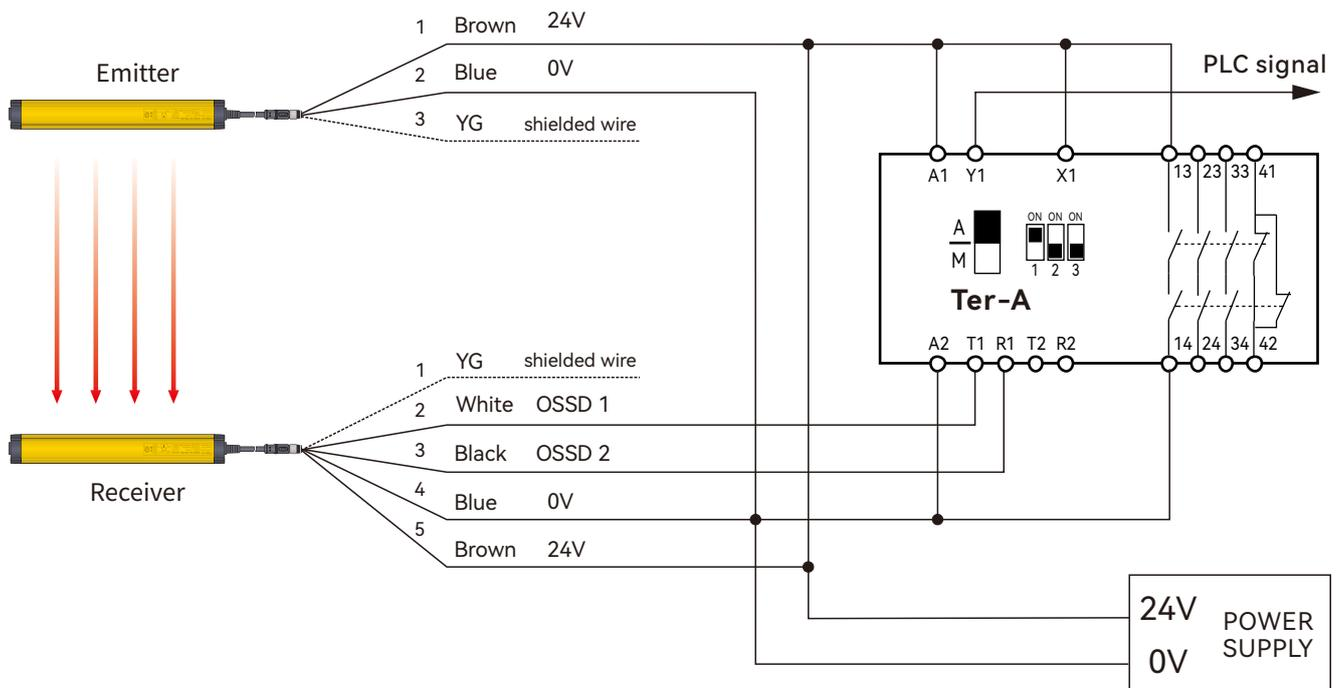 1 Brown 24V
2 Blue 0V
3 YG shielded wire
Emitter
PLC signal
A1 Y1 X1 13 23 33 41
A
M
ON ON ON
1 2 3
Ter-A
A2 T1 R1 T2 R2 14 24 34 42
1 YG shielded wire
2 White OSSD 1
3 Black OSSD 2
4 Blue 0V
5 Brown 24V
Receiver
24V
0V
POWER
SUPPLY